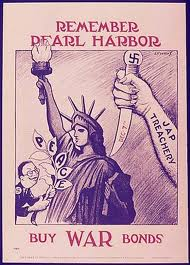 REMEMBER
PEARL HARBOR
JAP
TREACHERY
PEACE
BUY WAR BONDS